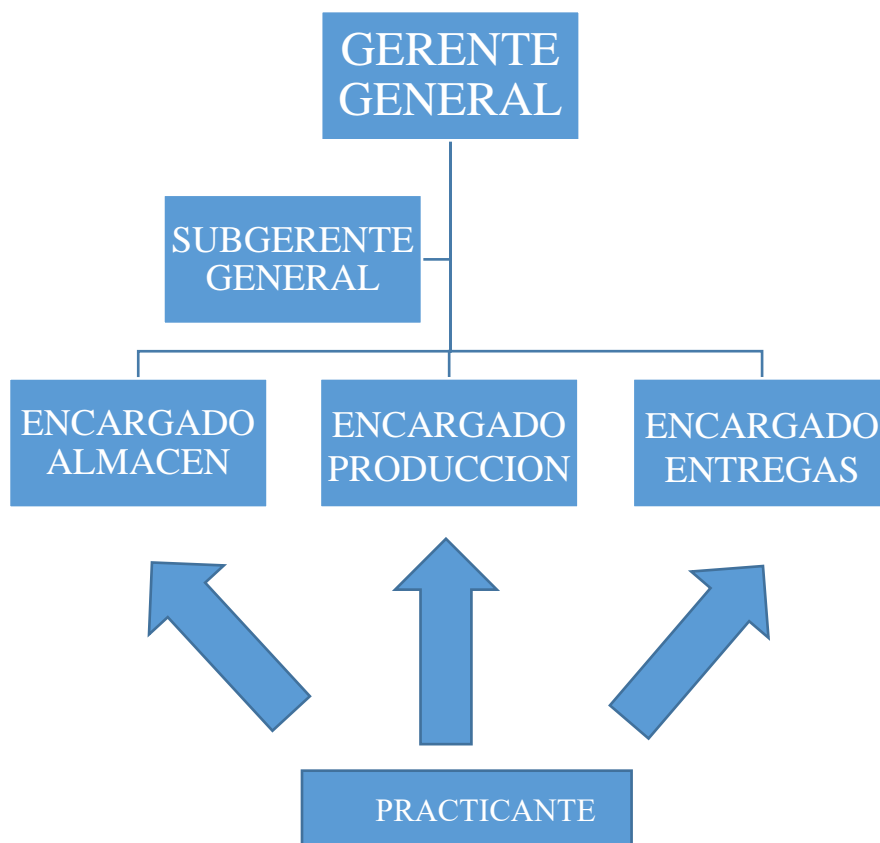 GERENTE
GENERAL
SUBGERENTE
GENERAL
ENCARGADO
ALMACEN
ENCARGADO
PRODUCCION
ENCARGADO
ENTREGAS
PRACTICANTE